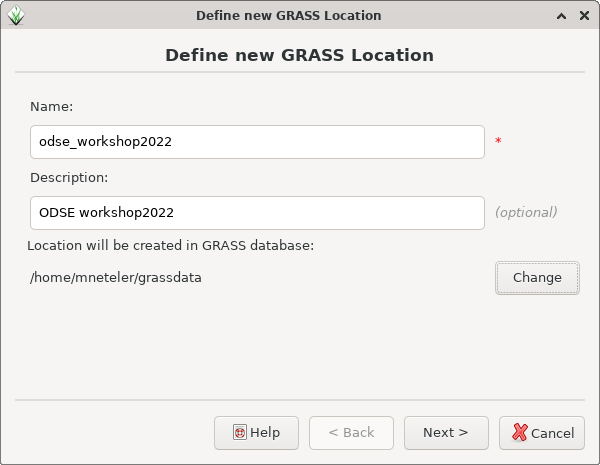 Define new GRASS Location
Define new GRASS Location
Name:
odse_workshop2022
*
Description:
ODSE workshop2022
(optional)
Location will be created in GRASS database:
/home/mneteler/grassdata
Change
Help
< Back
Next >
Cancel